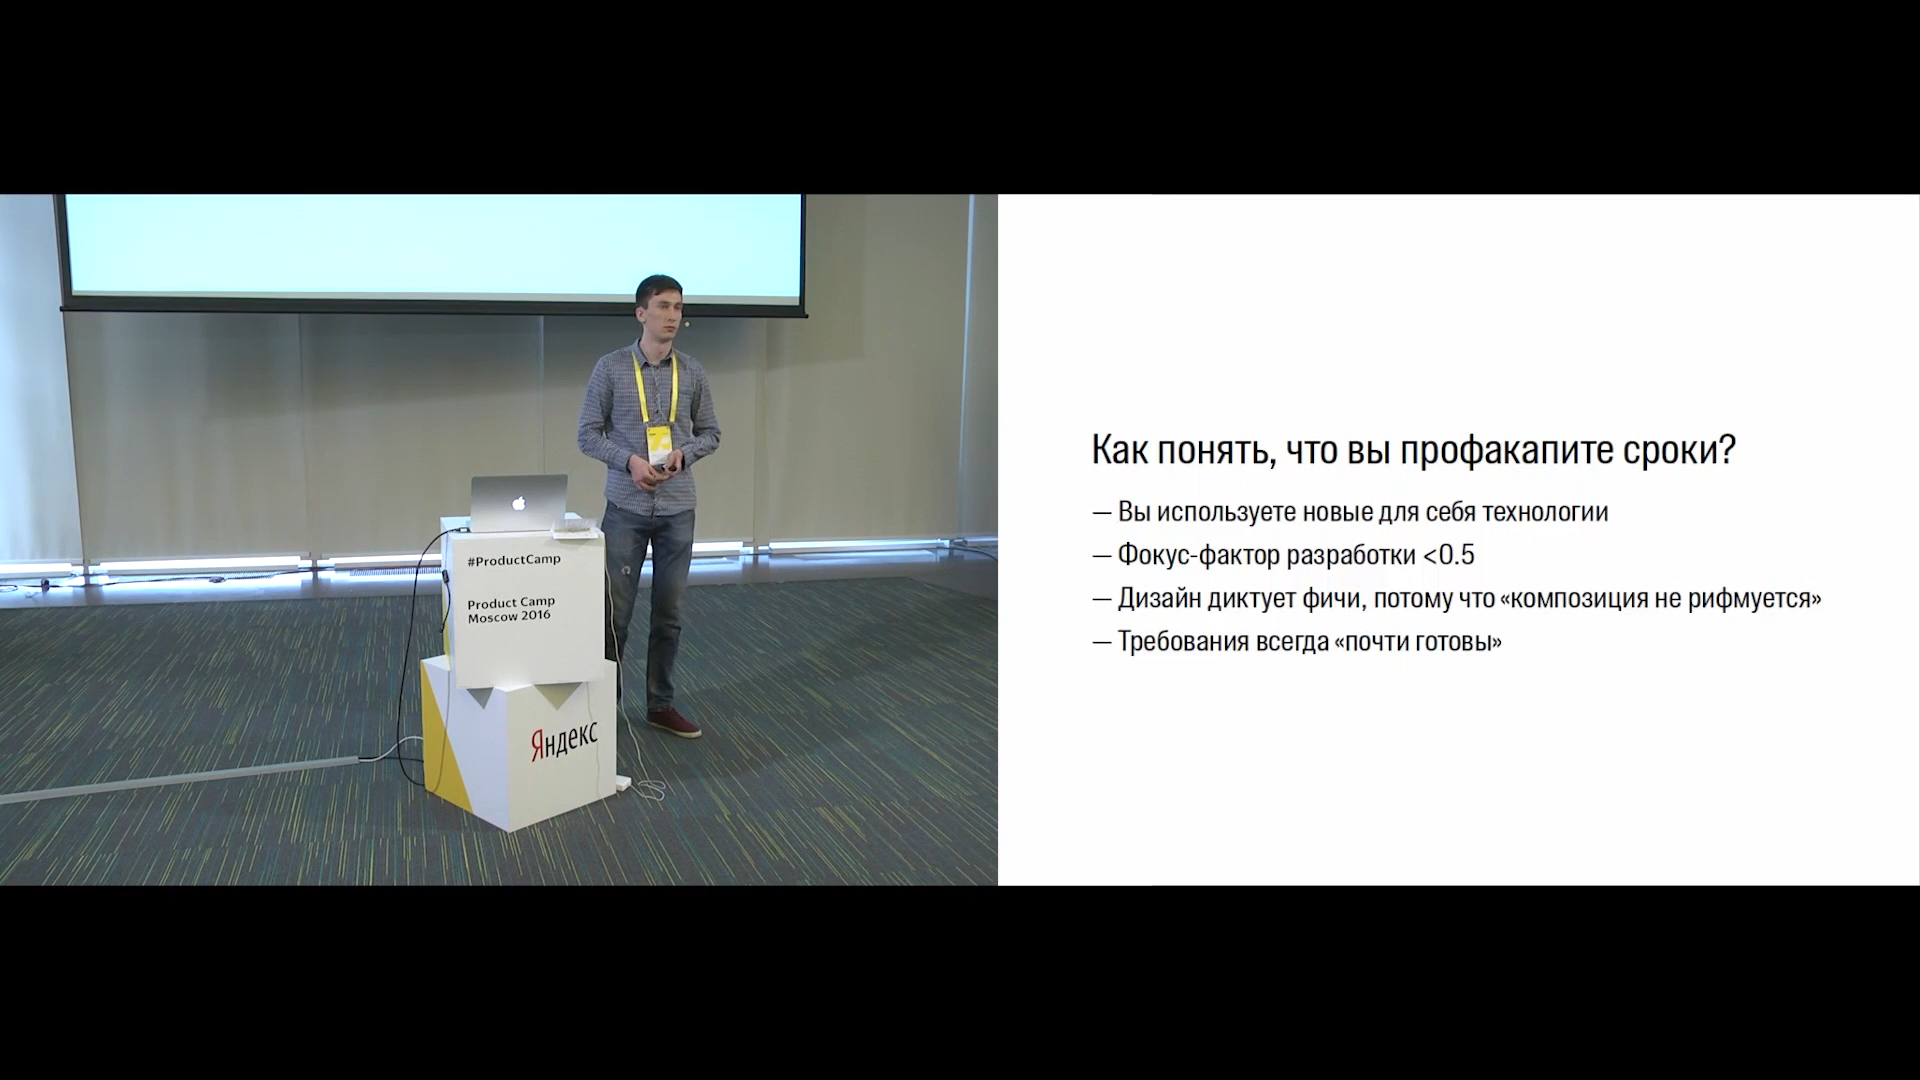 #ProductCamp
Product Camp
Moscow 2016
Яндекс
Как понять, что вы профакапите сроки?
— Вы используете новые для себя технологии
— Фокус-фактор разработки <0.5
— Дизайн диктует фичи, потому что «композиция не рифмуется»
— Требования всегда «почти готовы»